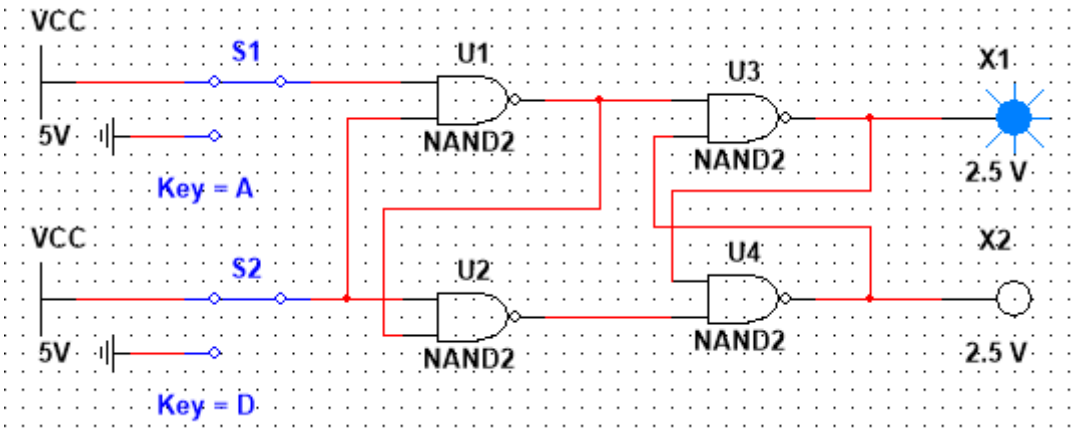 VCC
S1
U1
U3
X1
5V
NAND2
NAND2
2.5 V
Key = A
VCC
S2
U2
U4
X2
5V
NAND2
NAND2
2.5 V
Key = D